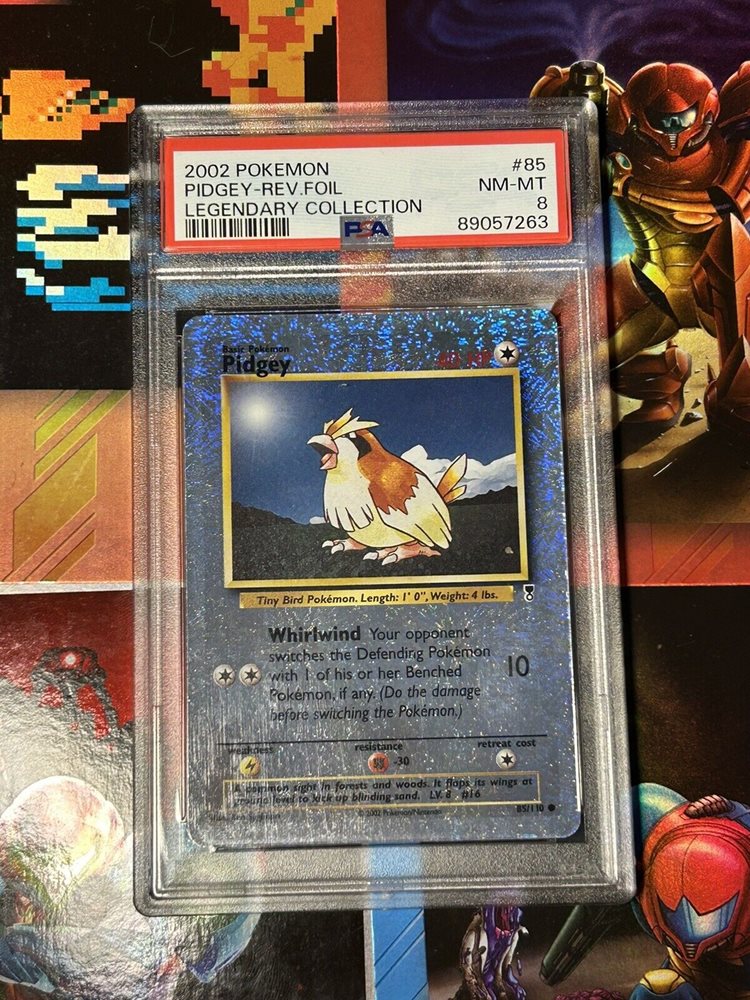 2002 POKEMON #85
PIDGEY-REV.FOIL NM-MT
LEGENDARY COLLECTION 8
PSA 89057263
Basic Pokémon
Pidgey 40 HP
Tiny Bird Pokémon. Length: 1' 0", Weight: 4 lbs.
Whirlwind Your opponent
switches the Defending Pokémon
with 1 of his or her Benched 10
Pokémon, if any. (Do the damage
before switching the Pokémon.)
weakness resistance retreat cost
-30
A common sight in forests and woods. It flaps its wings at
ground level to kick up blinding sand. LV. 8 #16
© 2002 Pokémon/Nintendo 85/110